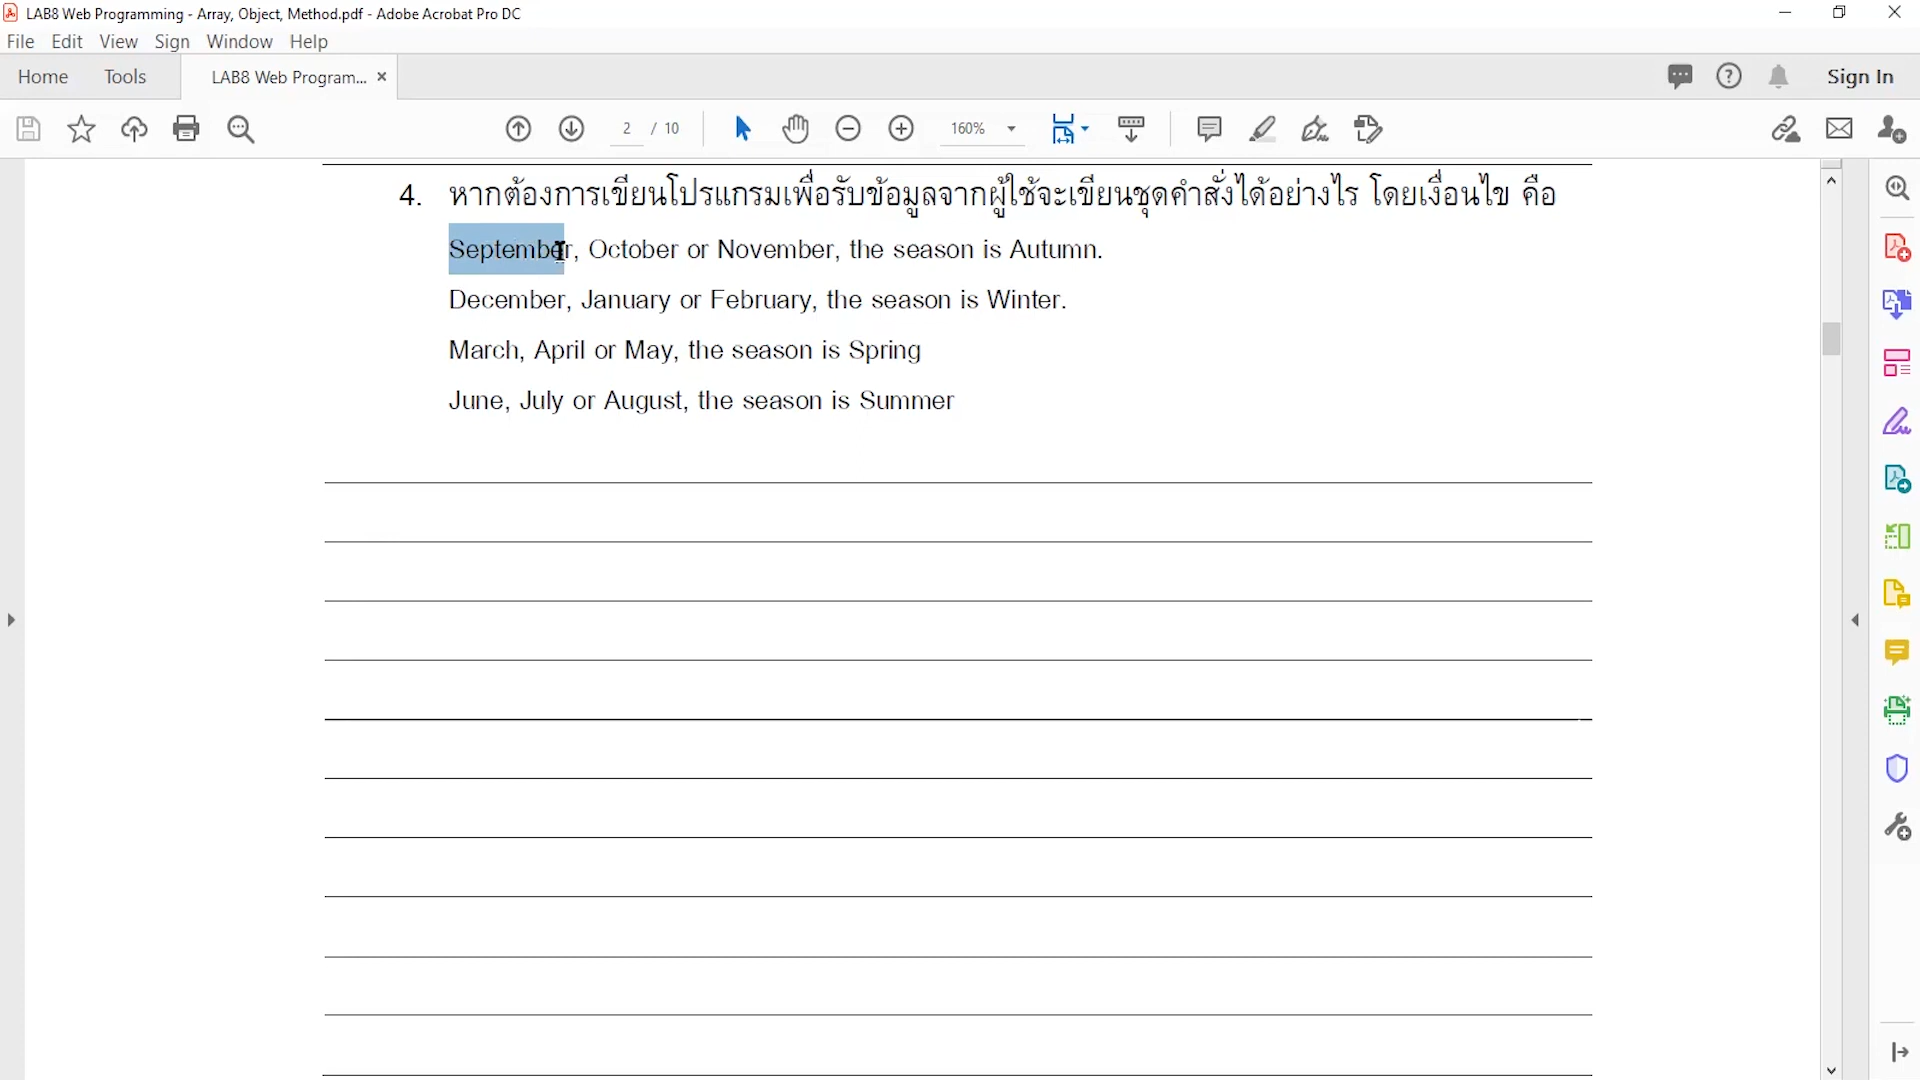 LAB8 Web Programming - Array, Object, Method.pdf - Adobe Acrobat Pro DC
File Edit View Sign Window Help
Home Tools LAB8 Web Program... × Sign In
2 / 10 160%
4. หากต้องการเขียนโปรแกรมเพื่อรับข้อมูลจากผู้ใช้จะเขียนชุดคำสั่งได้อย่างไร โดยเงื่อนไข คือ
September, October or November, the season is Autumn.
December, January or February, the season is Winter.
March, April or May, the season is Spring
June, July or August, the season is Summer